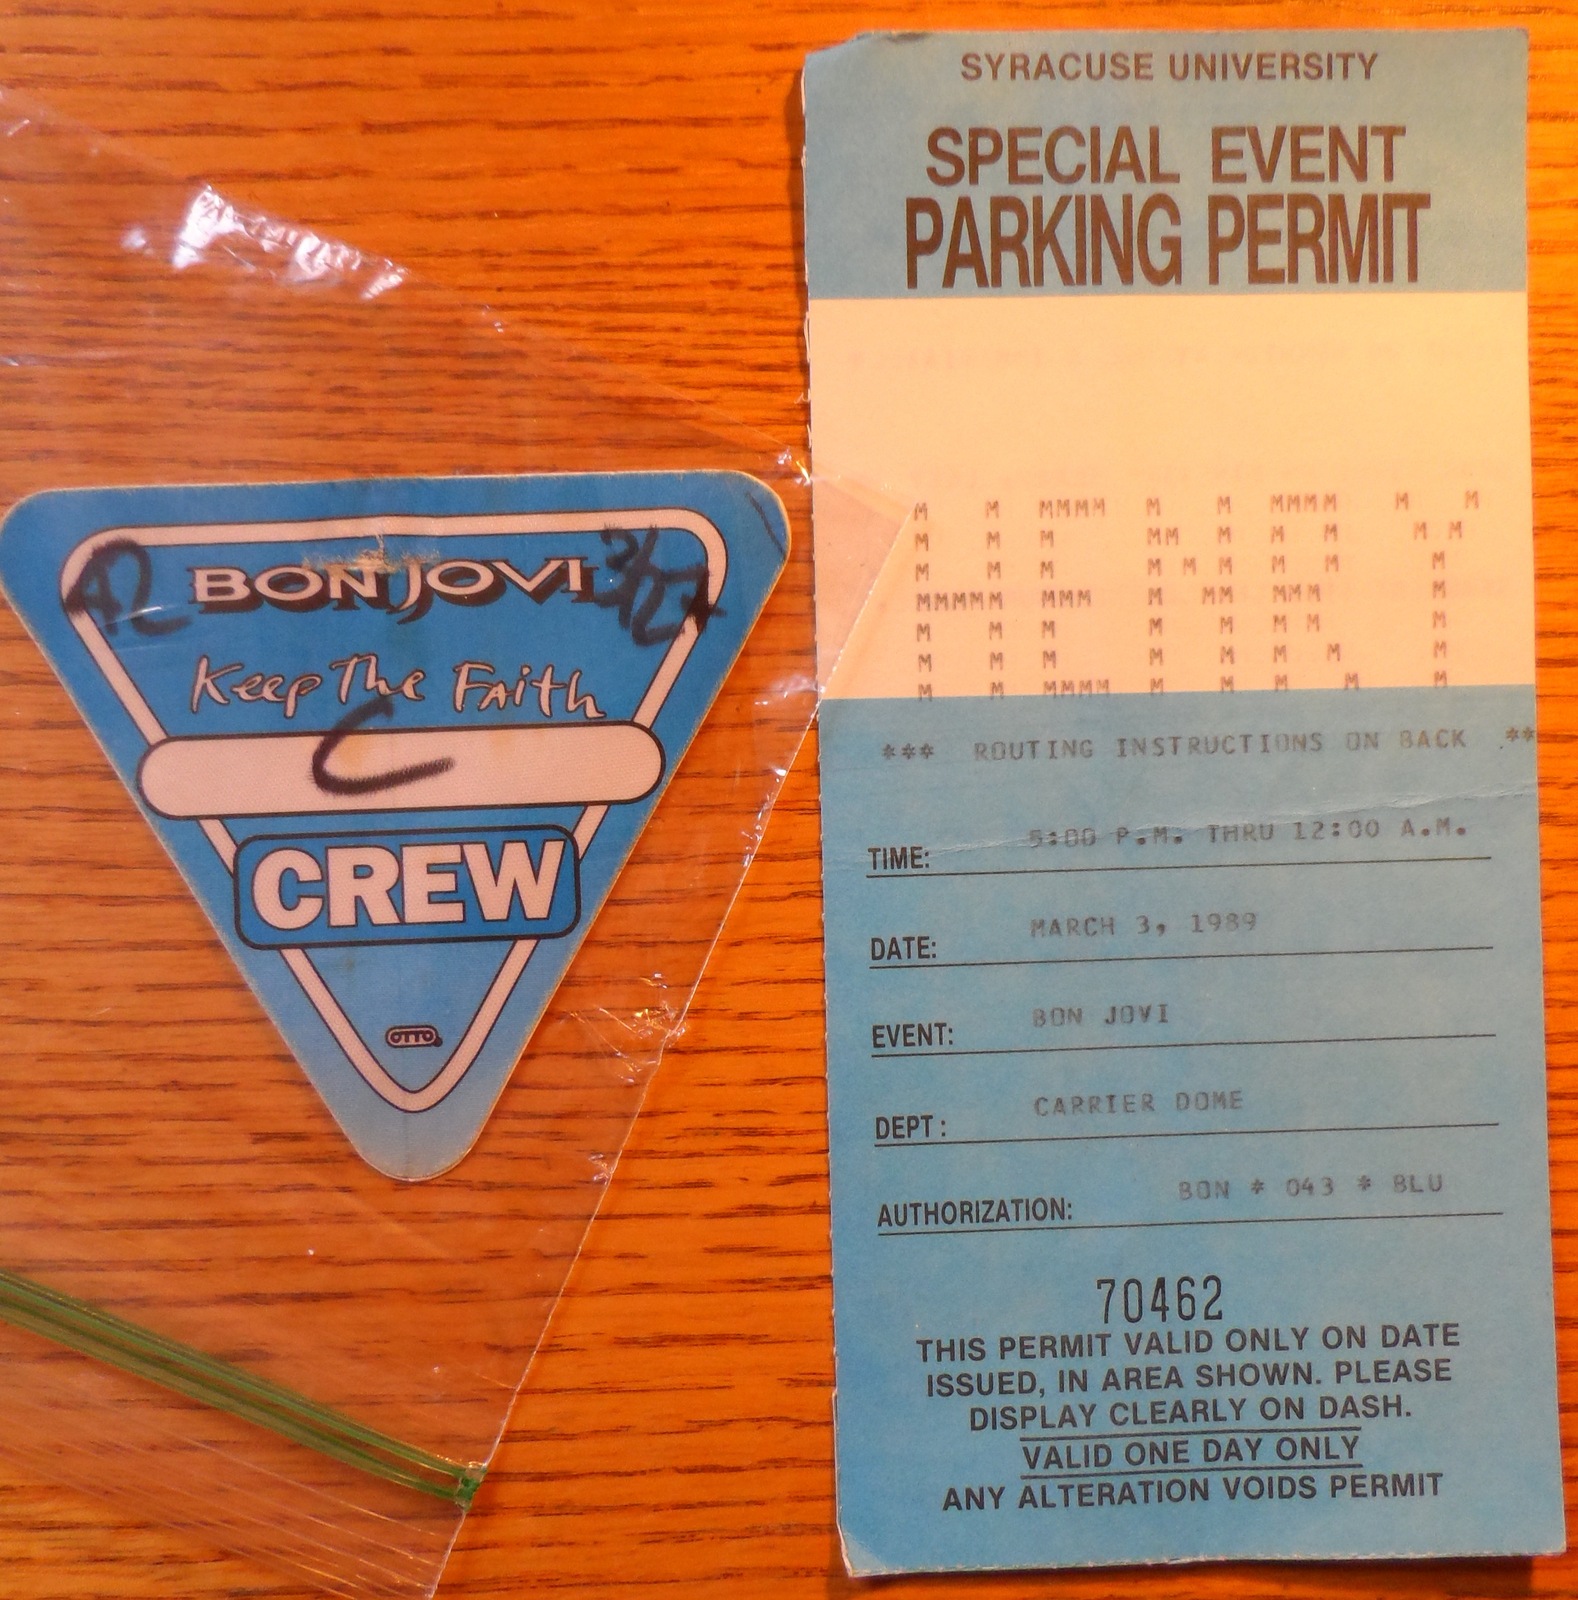 BON JOVI
3/27
Keep The Faith
C
CREW
OTTO
SYRACUSE UNIVERSITY
SPECIAL EVENT
PARKING PERMIT
HENRY
*** ROUTING INSTRUCTIONS ON BACK **
TIME: 5:00 P.M. THRU 12:00 A.M.
DATE: MARCH 3, 1989
EVENT: BON JOVI
DEPT: CARRIER DOME
AUTHORIZATION: BON * 043 * BLU
70462
THIS PERMIT VALID ONLY ON DATE
ISSUED, IN AREA SHOWN. PLEASE
DISPLAY CLEARLY ON DASH.
VALID ONE DAY ONLY
ANY ALTERATION VOIDS PERMIT